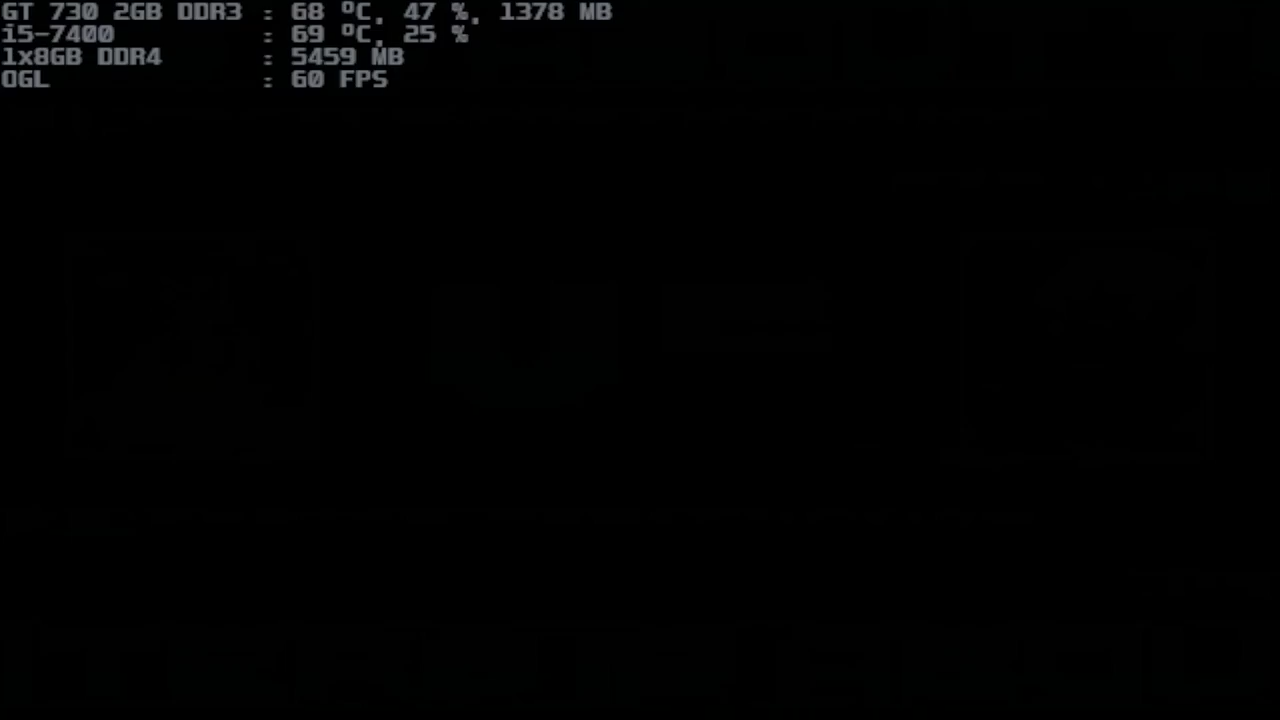 GT 730 2GB DDR3 : 68 ºC, 47 %, 1378 MB
i5-7400 : 69 ºC, 25 %
1x8GB DDR4 : 5459 MB
OGL : 60 FPS